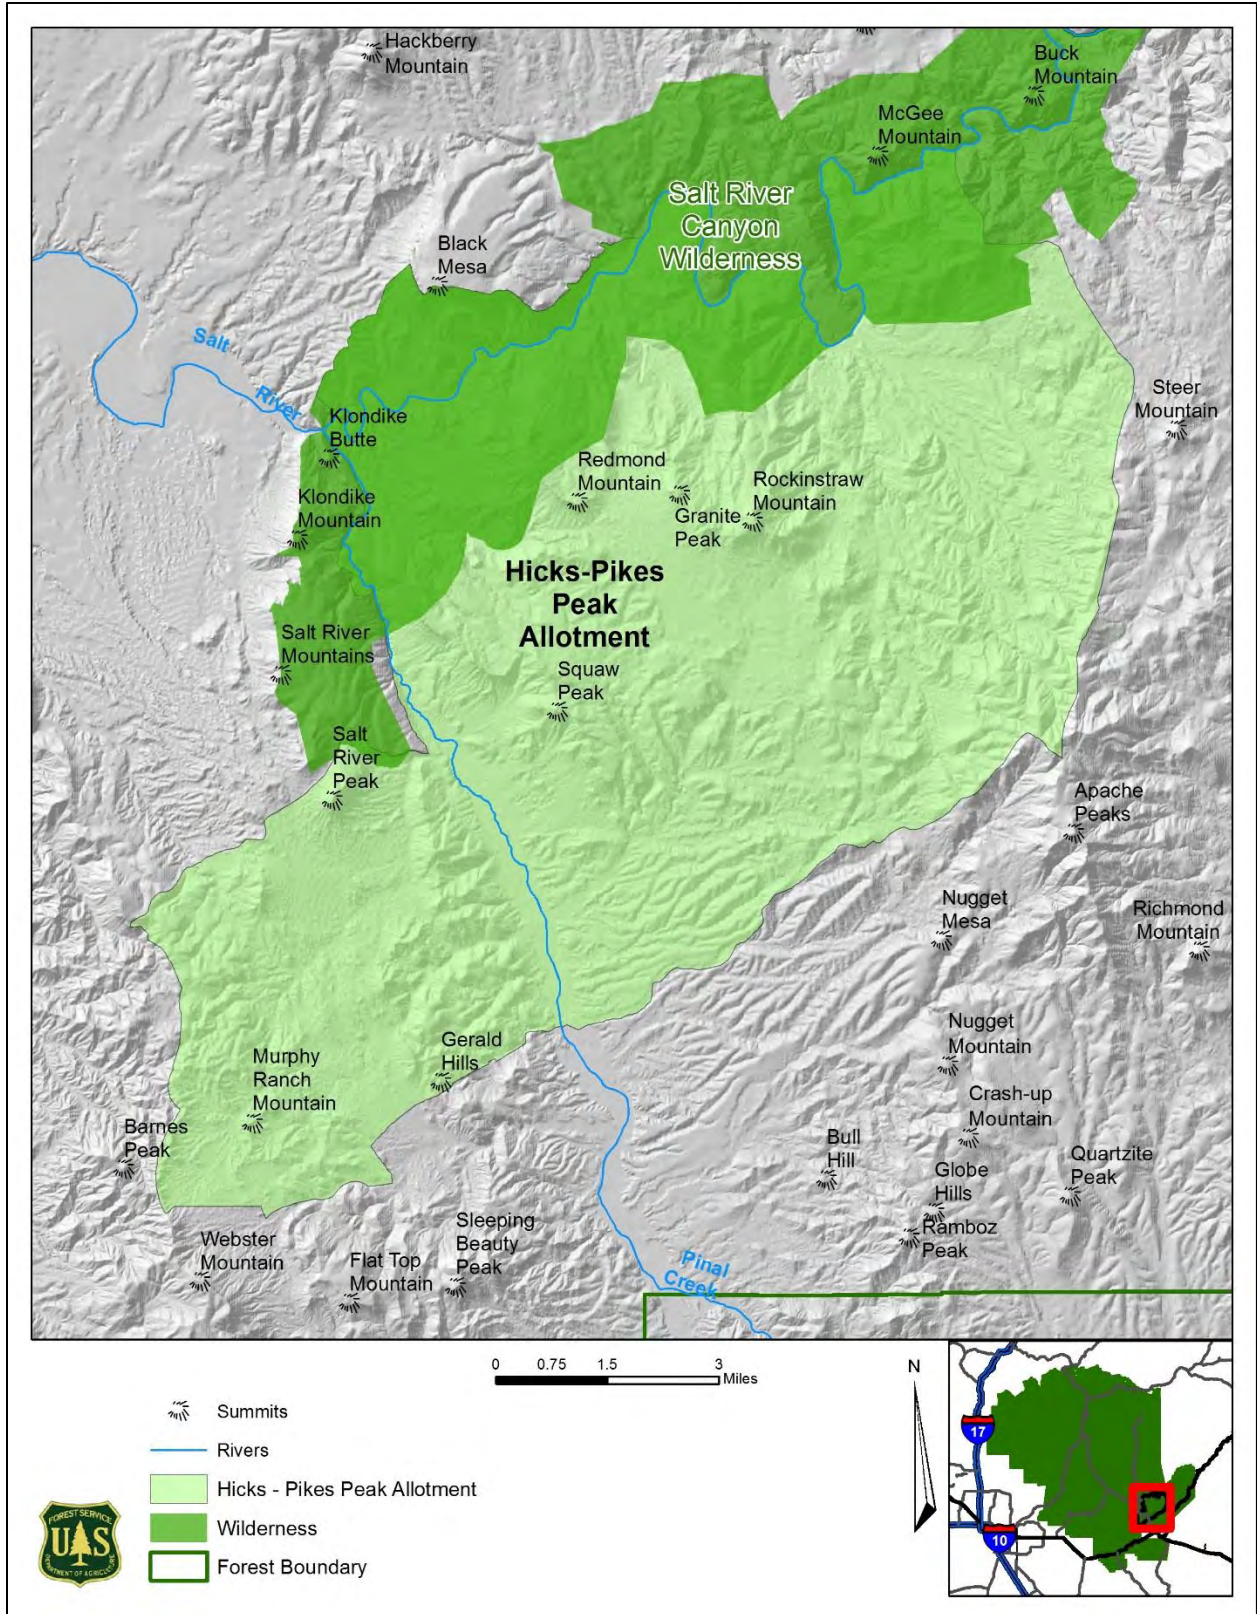 Hackberry
Mountain
Buck
Mountain
McGee
Mountain
Salt River
Canyon
Wilderness
Black
Mesa
Salt
River
Klondike
Butte
Steer
Mountain
Redmond
Mountain
Rockinstraw
Mountain
Granite
Peak
Klondike
Mountain
Hicks-Pikes
Peak
Allotment
Salt River
Mountains
Squaw
Peak
Salt
River
Peak
Apache
Peaks
Nugget
Mesa
Richmond
Mountain
Nugget
Mountain
Gerald
Hills
Murphy
Ranch
Mountain
Crash-up
Mountain
Barnes
Peak
Bull
Hill
Quartzite
Peak
Globe
Hills
Ramboz
Peak
Sleeping
Beauty
Peak
Webster
Mountain
Flat Top
Mountain
Pinal
Creek
0 0.75 1.5 3
Miles
N
Summits
Rivers
Hicks - Pikes Peak Allotment
Wilderness
Forest Boundary
FOREST SERVICE
U S
DEPARTMENT OF AGRICULTURE
17
10